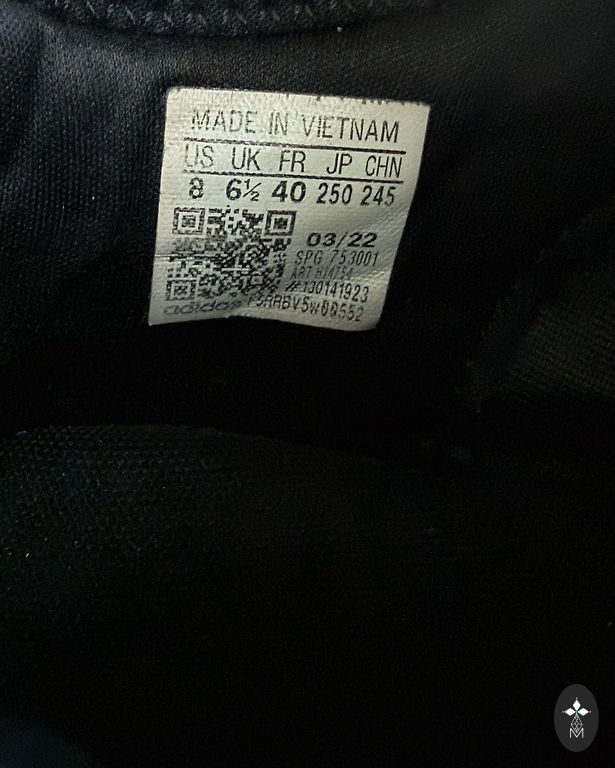 MADE IN VIETNAM
US UK FR JP CHN
8 6½ 40 250 245
03/22
SPG 753001
ART
#130141923
adidas
M